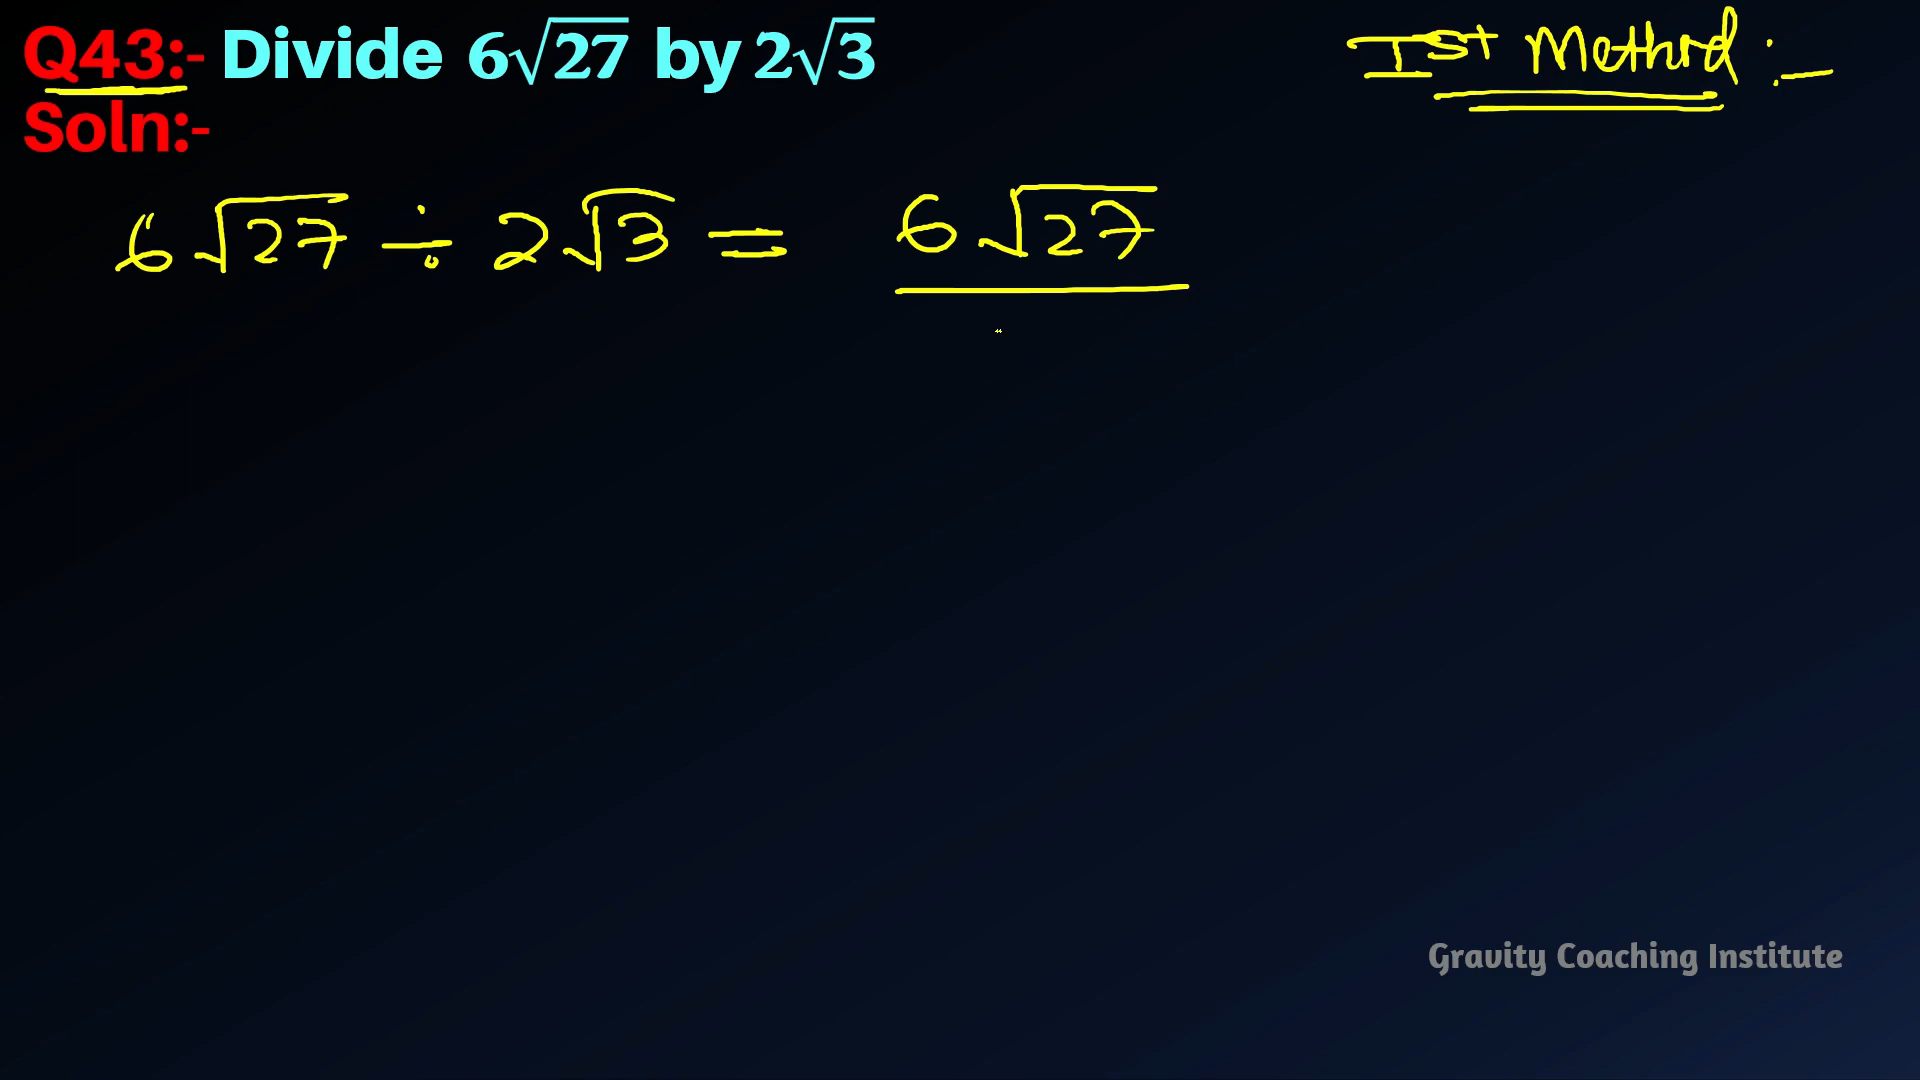 Q43:- Divide 6√27 by 2√3
Ist Method :-
Soln:-
6√27 ÷ 2√3 = 6√27
Gravity Coaching Institute